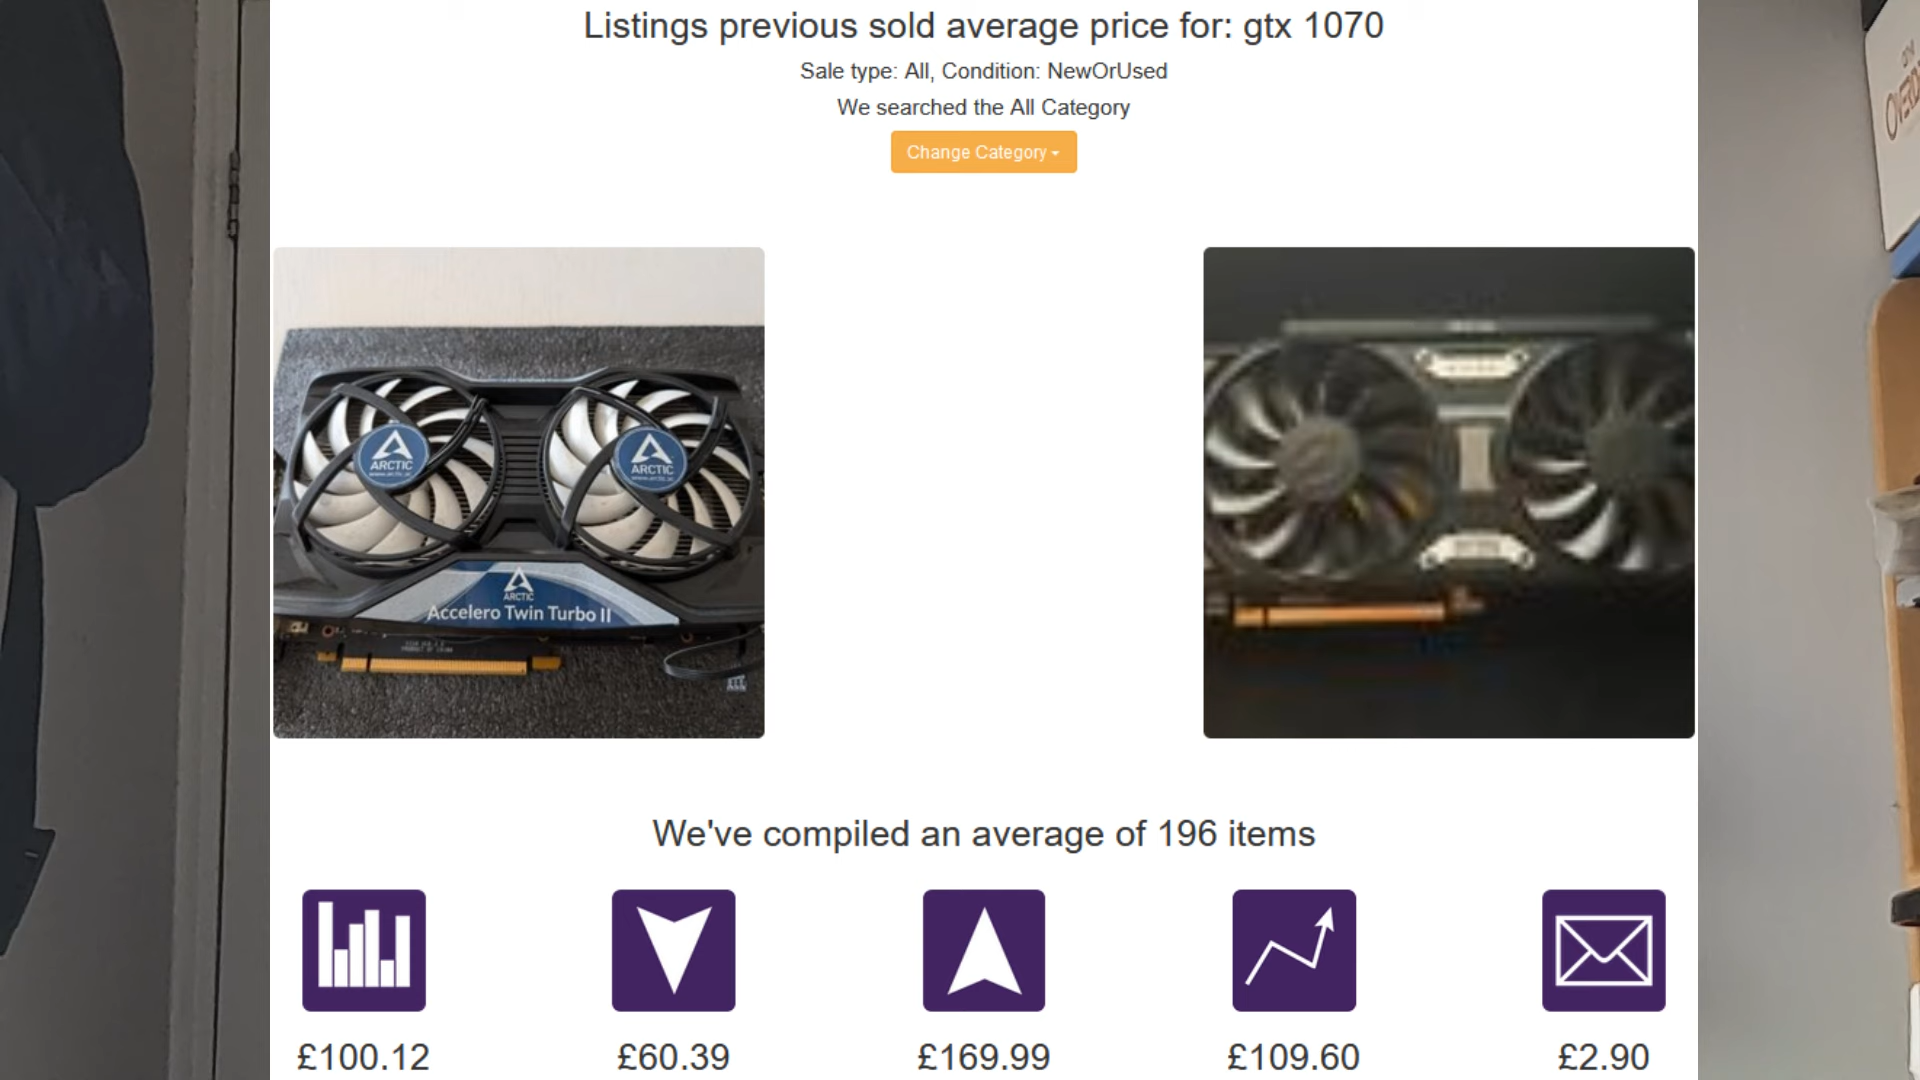 Listings previous sold average price for: gtx 1070
Sale type: All, Condition: NewOrUsed
We searched the All Category
Change Category
ARCTIC
ARCTIC
ARCTIC
Accelero Twin Turbo II
We've compiled an average of 196 items
£100.12
£60.39
£169.99
£109.60
£2.90